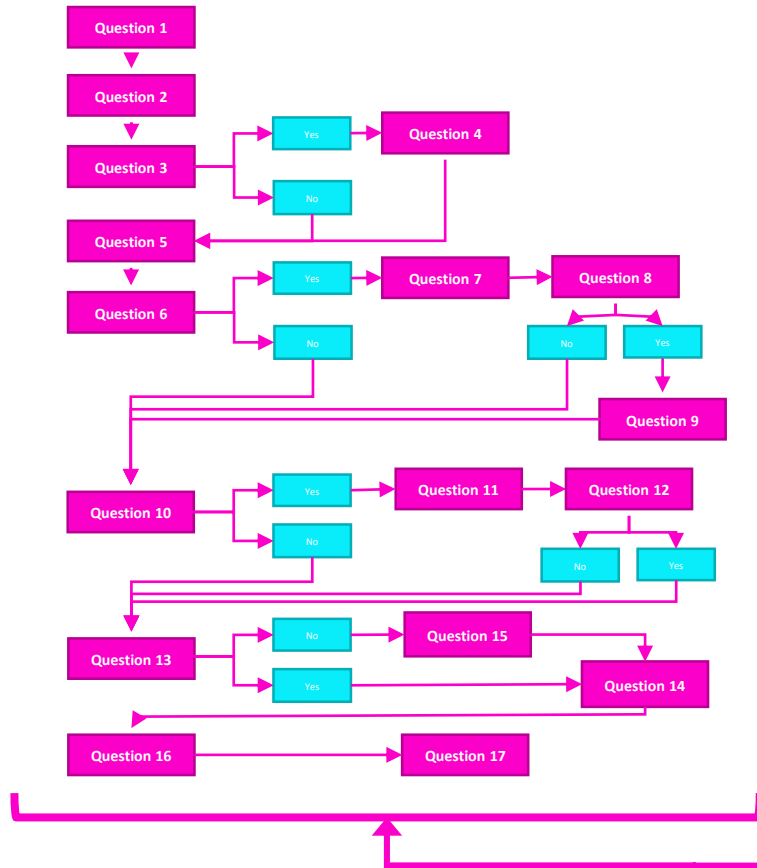 Question 1
Question 2
Question 3
Yes
Question 4
No
Question 5
Question 6
Yes
Question 7
Question 8
No
No
Yes
Question 9
Question 10
Yes
Question 11
Question 12
No
No
Yes
Question 13
No
Question 15
Yes
Question 14
Question 16
Question 17